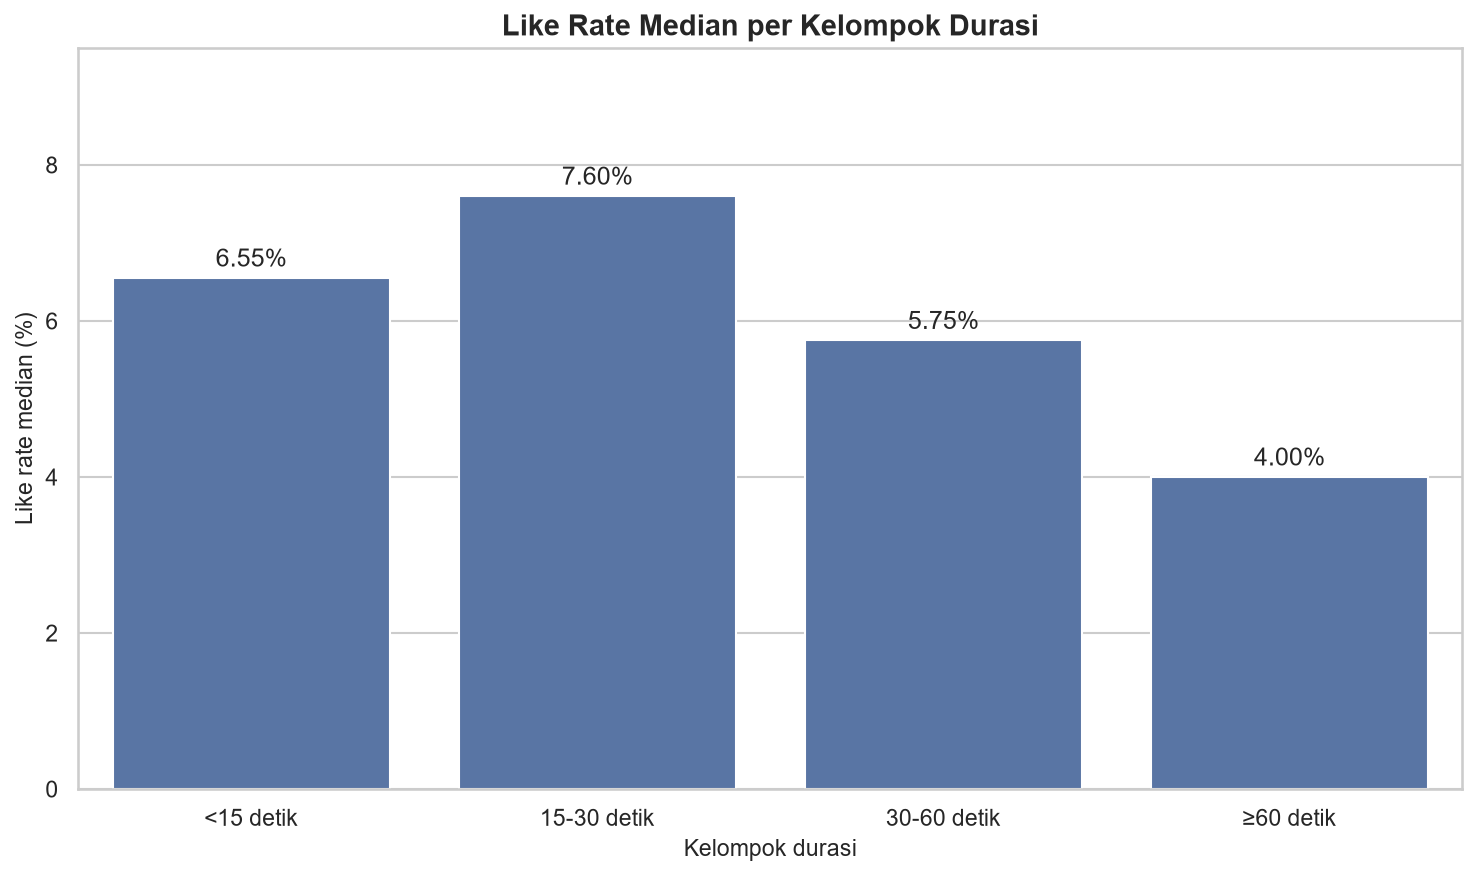 Like Rate Median per Kelompok Durasi
Like rate median (%)
8
6
4
2
0
6.55%
7.60%
5.75%
4.00%
<15 detik
15-30 detik
30-60 detik
≥60 detik
Kelompok durasi